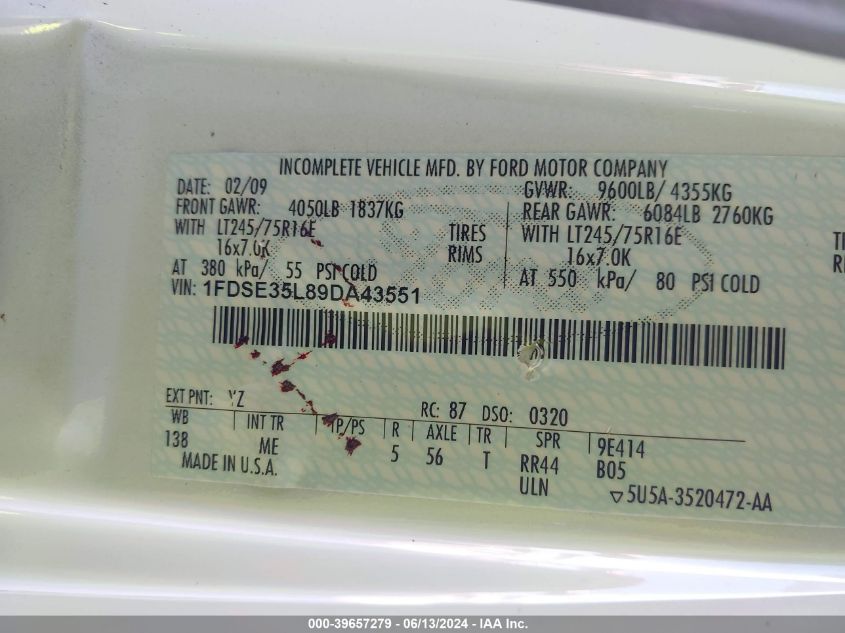 INCOMPLETE VEHICLE MFD. BY FORD MOTOR COMPANY
DATE: 02/09 GVWR: 9600LB/ 4355KG
FRONT GAWR: 4050LB 1837KG REAR GAWR: 6084LB 2760KG
WITH LT245/75R16E TIRES WITH LT245/75R16E
16x7.0K RIMS 16x7.0K
AT 380 kPa/ 55 PSI COLD AT 550 kPa/ 80 PSI COLD
VIN: 1FDSE35L89DA43551
EXT PNT: YZ RC: 87 DSO: 0320
WB INT TR TP/PS R AXLE TR SPR 9E414
138 ME 5 56 T RR44 B05
MADE IN U.S.A. ULN 5U5A-3520472-AA
000-39657279 - 06/13/2024 - IAA Inc.